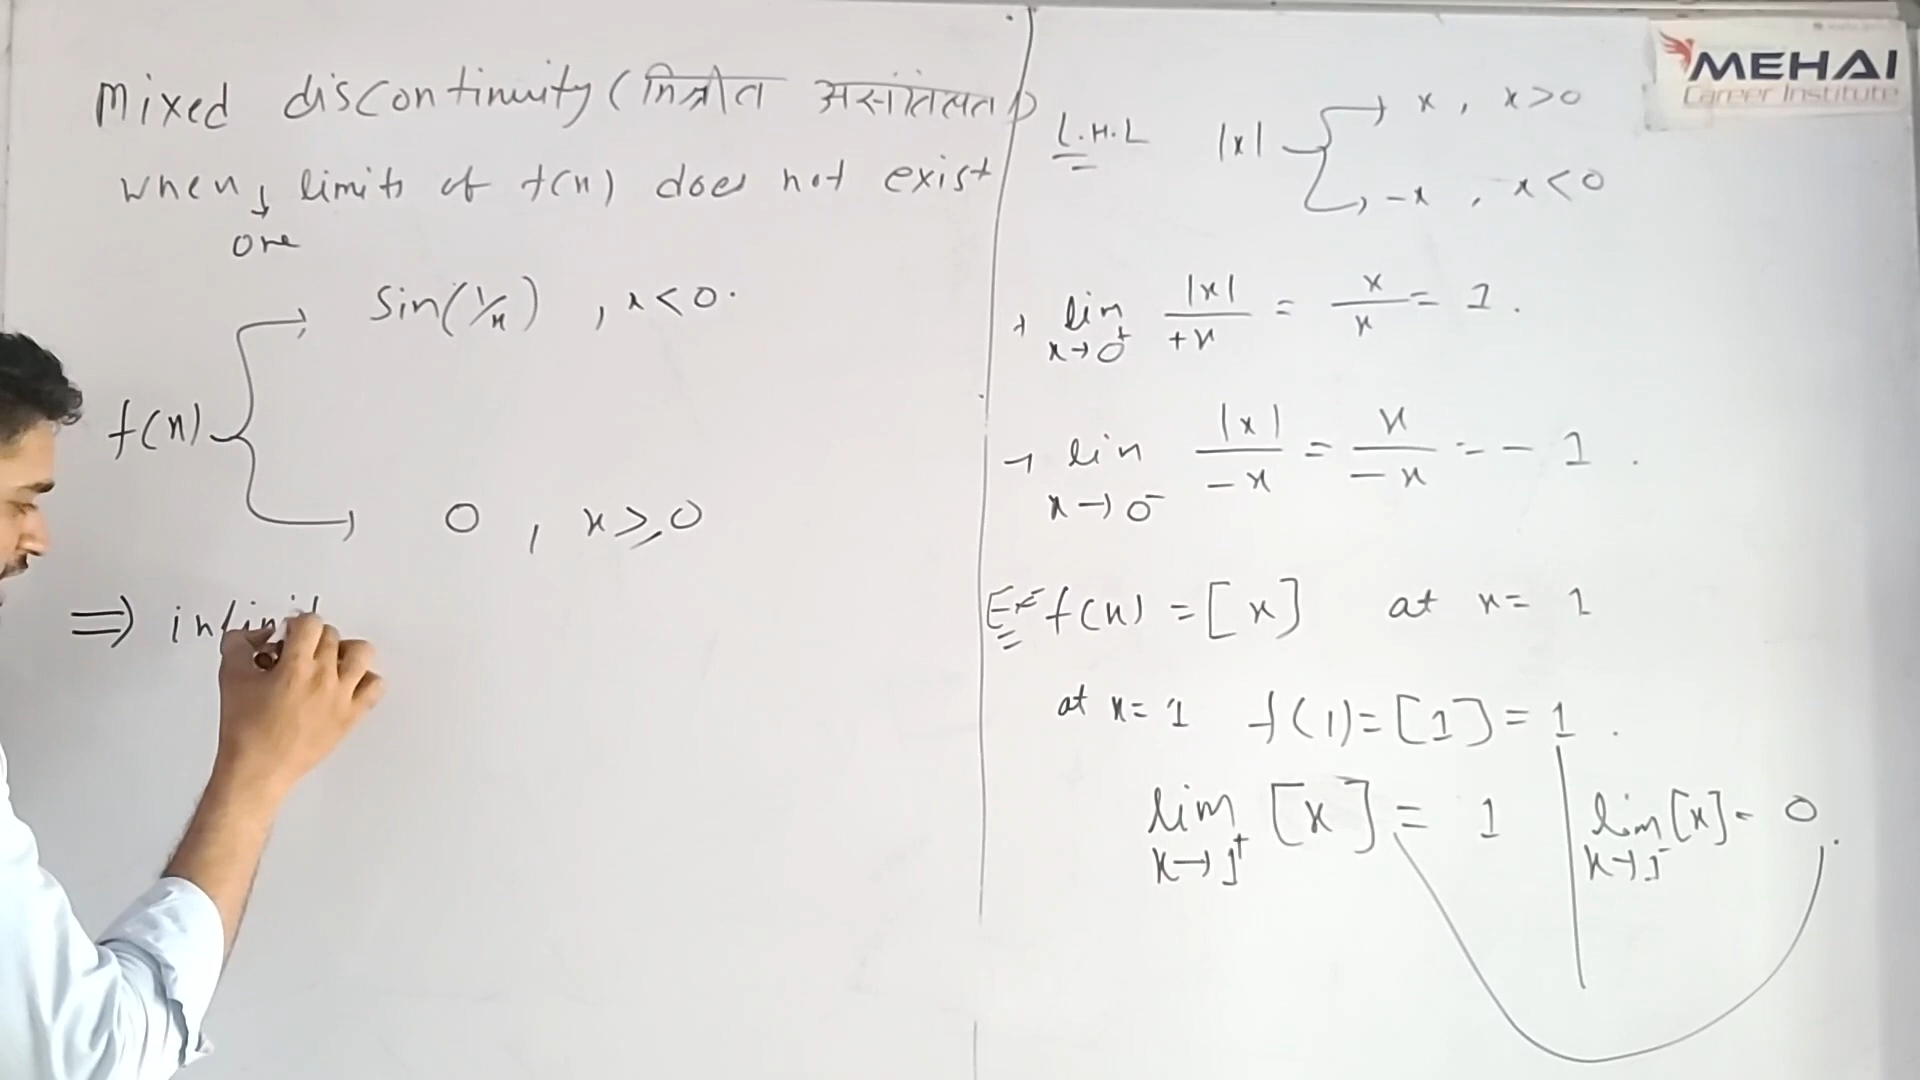 Mixed discontinuity (मिश्रीत असांतलता)
when ↓ limits of f(x) does not exist
one
f(x)
sin(1/x) , x<0.
0 , x≥0
⇒ infinit
MEHAI
Career Institute
L.H.L |x| → x , x>0
→ -x , x<0
lim x→0⁺ |x|/+x = x/x = 1.
→ lim x→0⁻ |x|/-x = x/-x = -1.
Ex f(x) = [x] at x= 1
at x= 1 f(1)=[1]=1.
lim x→1⁺ [x] = 1
lim x→1⁻ [x]= 0.